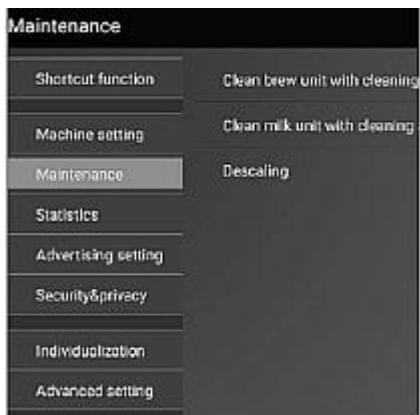 Maintenance
Shortcut function
Clean brew unit with cleaning
Machine setting
Clean milk unit with cleaning
Maintenance
Descaling
Statistics
Advertising setting
Security&privacy
Individualization
Advanced setting